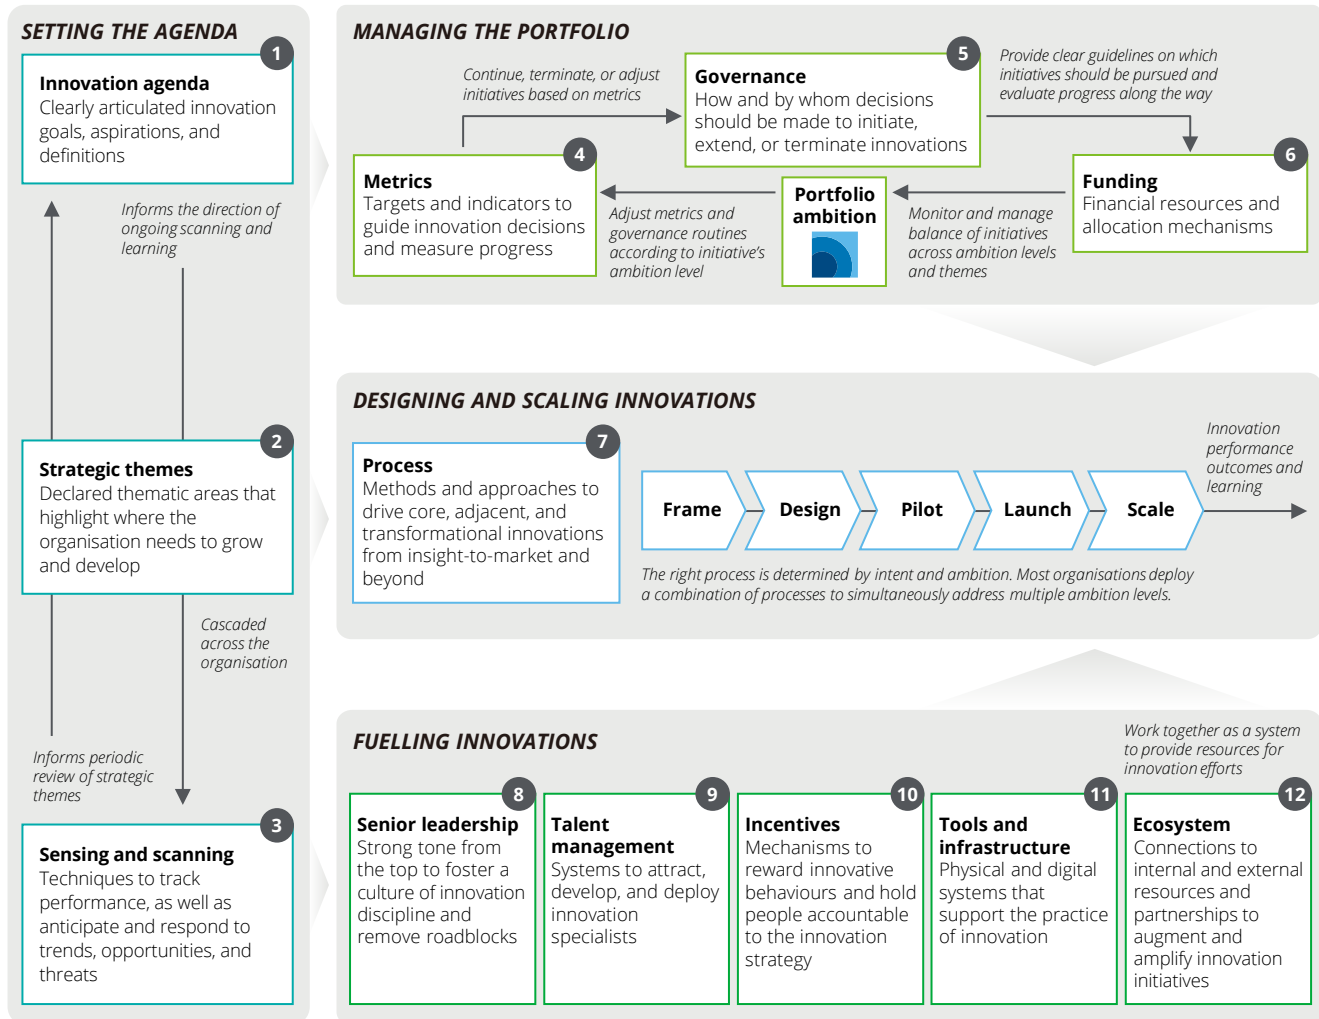 SETTING THE AGENDA
1
Innovation agenda
Clearly articulated innovation
goals, aspirations, and
definitions
Informs the direction of
ongoing scanning and
learning
2
Strategic themes
Declared thematic areas that
highlight where the
organisation needs to grow
and develop
Cascaded
across the
organisation
Informs periodic
review of strategic
themes
3
Sensing and scanning
Techniques to track
performance, as well as
anticipate and respond to
trends, opportunities, and
threats
MANAGING THE PORTFOLIO
Continue, terminate, or adjust
initiatives based on metrics
5
Governance
How and by whom decisions
should be made to initiate,
extend, or terminate innovations
Provide clear guidelines on which
initiatives should be pursued and
evaluate progress along the way
4
Metrics
Targets and indicators to
guide innovation decisions
and measure progress
Adjust metrics and
governance routines
according to initiative’s
ambition level
Portfolio
ambition
Monitor and manage
balance of initiatives
across ambition levels
and themes
6
Funding
Financial resources and
allocation mechanisms
DESIGNING AND SCALING INNOVATIONS
7
Process
Methods and approaches to
drive core, adjacent, and
transformational innovations
from insight-to-market and
beyond
Frame
Design
Pilot
Launch
Scale
Innovation
performance
outcomes and
learning
The right process is determined by intent and ambition. Most organisations deploy
a combination of processes to simultaneously address multiple ambition levels.
FUELLING INNOVATIONS
Work together as a system
to provide resources for
innovation efforts
8
Senior leadership
Strong tone from
the top to foster a
culture of innovation
discipline and
remove roadblocks
9
Talent
management
Systems to attract,
develop, and deploy
innovation
specialists
10
Incentives
Mechanisms to
reward innovative
behaviours and hold
people accountable
to the innovation
strategy
11
Tools and
infrastructure
Physical and digital
systems that
support the practice
of innovation
12
Ecosystem
Connections to
internal and external
resources and
partnerships to
augment and
amplify innovation
initiatives